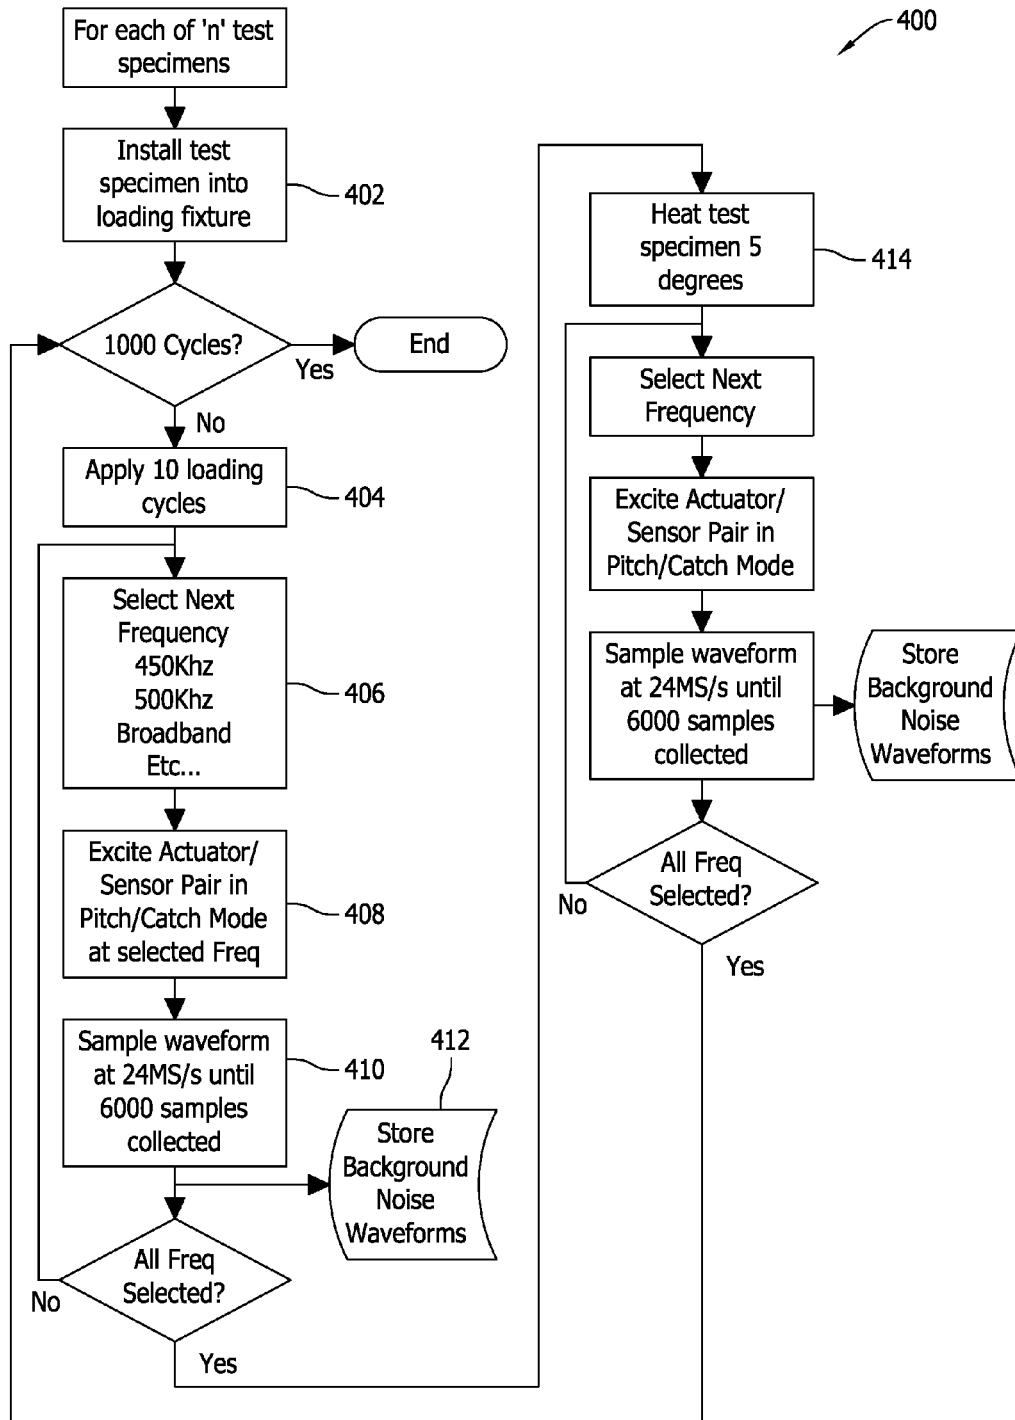 400
For each of 'n' test
specimens
Install test
specimen into
loading fixture
402
1000 Cycles?
Yes
End
No
Apply 10 loading
cycles
404
Select Next
Frequency
450Khz
500Khz
Broadband
Etc...
406
Excite Actuator/
Sensor Pair in
Pitch/Catch Mode
at selected Freq
408
Sample waveform
at 24MS/s until
6000 samples
collected
410
412
Store
Background
Noise
Waveforms
All Freq
Selected?
No
Yes
Heat test
specimen 5
degrees
414
Select Next
Frequency
Excite Actuator/
Sensor Pair in
Pitch/Catch Mode
Sample waveform
at 24MS/s until
6000 samples
collected
Store
Background
Noise
Waveforms
All Freq
Selected?
No
Yes